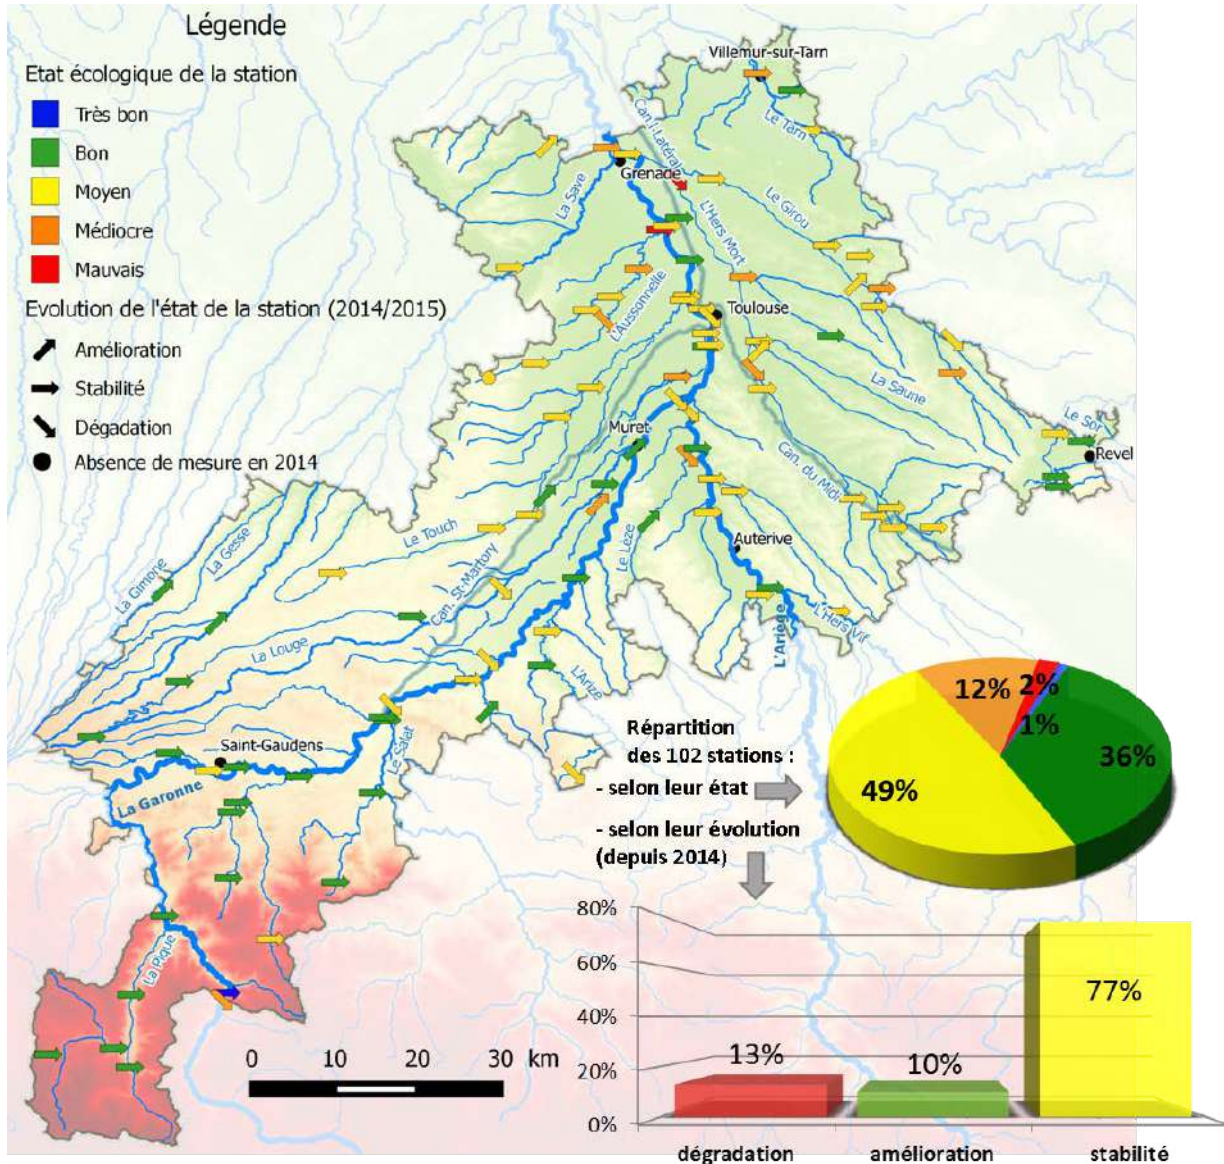 Légende
Etat écologique de la station
Très bon
Bon
Moyen
Médiocre
Mauvais
Evolution de l'état de la station (2014/2015)
Amélioration
Stabilité
Dégadation
Absence de mesure en 2014
Villemur-sur-Tarn
Le Tarn
Can. Latéral
Grenade
La Save
L'Hers Mort
Le Girou
L'Aussonnelle
Toulouse
La Saune
Le Sor
Revel
Muret
Can. du Midi
Le Touch
Le Lèze
Auterive
La Gimone
La Gesse
Can. St-Martory
L'Hers Vif
L'Ariège
La Louge
L'Arize
Saint-Gaudens
Le Salat
La Garonne
La Pique
Répartition
des 102 stations :
- selon leur état
- selon leur évolution
(depuis 2014)
12%
2%
1%
36%
49%
80%
60%
40%
20%
0%
13%
10%
77%
dégradation
amélioration
stabilité
0
10
20
30
km